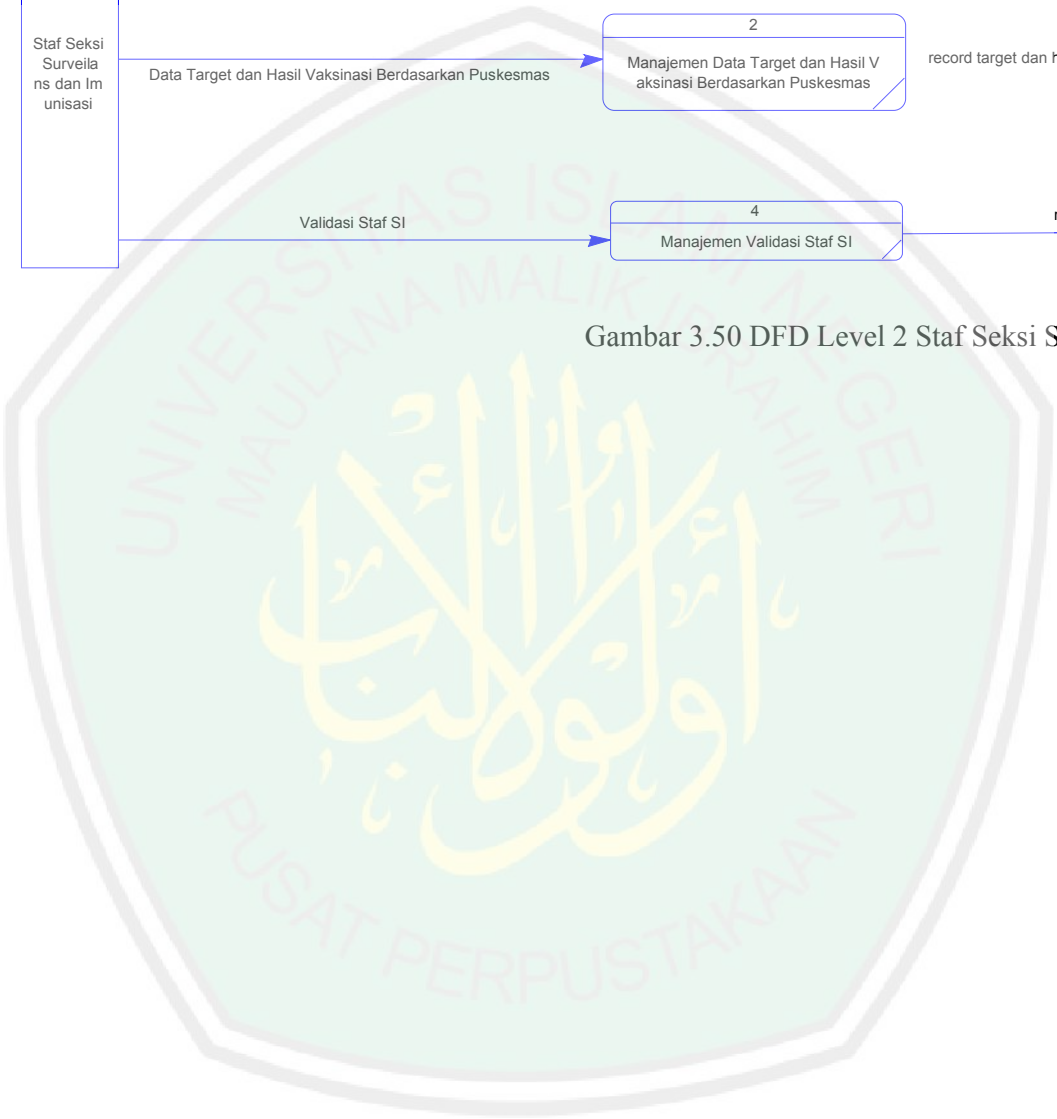 Staf Seksi
Surveila
ns dan Im
unisasi
Data Target dan Hasil Vaksinasi Berdasarkan Puskesmas
2
Manajemen Data Target dan Hasil V
aksinasi Berdasarkan Puskesmas
record target dan
Validasi Staf SI
4
Manajemen Validasi Staf SI
Gambar 3.50 DFD Level 2 Staf Seksi
UNIVERSITAS ISLAM NEGERI
MAULANA MALIK IBRAHIM
PUSAT PERPUSTAKAAN